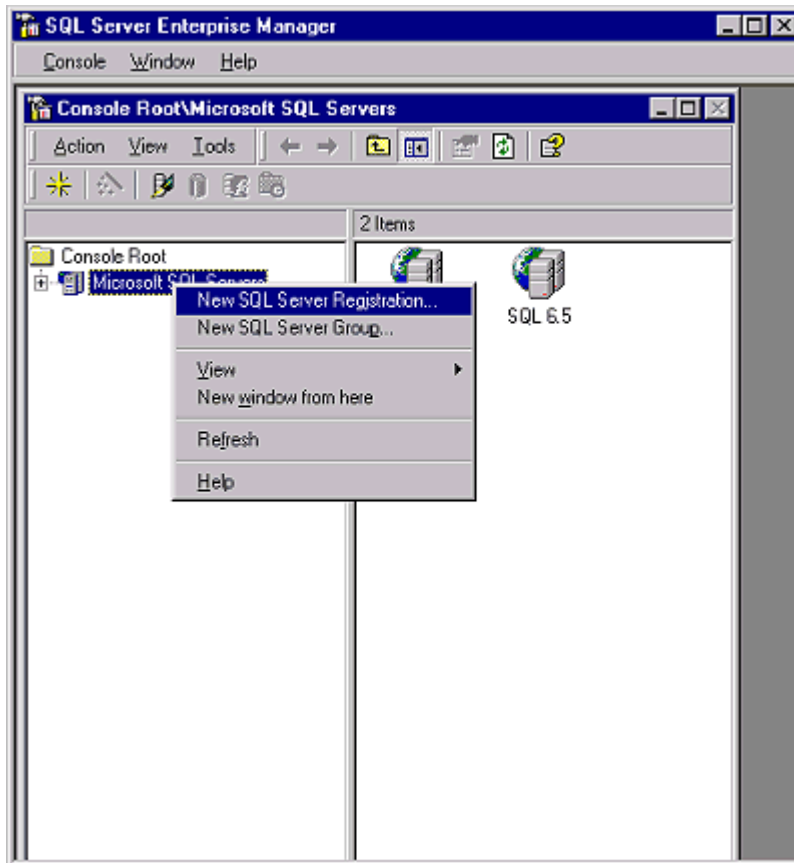 SQL Server Enterprise Manager
Console Window Help
Console Root\Microsoft SQL Servers
Action View Tools
2 Items
Console Root
Microsoft SQL Servers
New SQL Server Registration...
SQL 6.5
New SQL Server Group...
View
New window from here
Refresh
Help